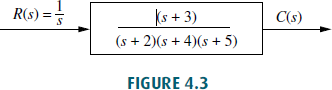 R(s) = 1/s
(s + 3)
C(s)
(s + 2)(s + 4)(s + 5)
FIGURE 4.3